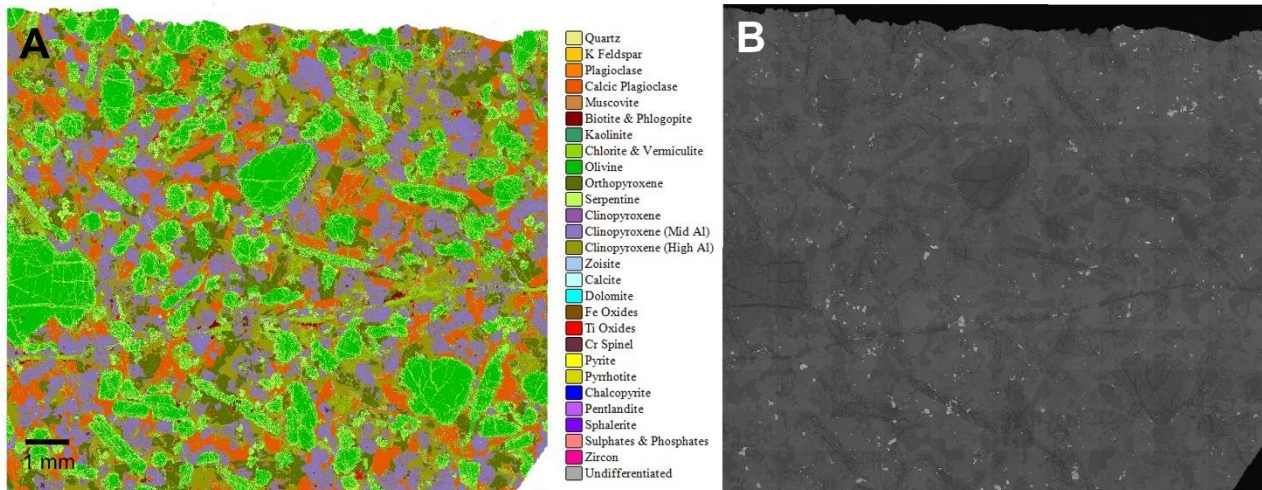 A
1 mm
Quartz
K Feldspar
Plagioclase
Calcic Plagioclase
Muscovite
Biotite & Phlogopite
Kaolinite
Chlorite & Vermiculite
Olivine
Orthopyroxene
Serpentine
Clinopyroxene
Clinopyroxene (Mid Al)
Clinopyroxene (High Al)
Zoisite
Calcite
Dolomite
Fe Oxides
Ti Oxides
Cr Spinel
Pyrite
Pyrrhotite
Chalcopyrite
Pentlandite
Sphalerite
Sulphates & Phosphates
Zircon
Undifferentiated
B